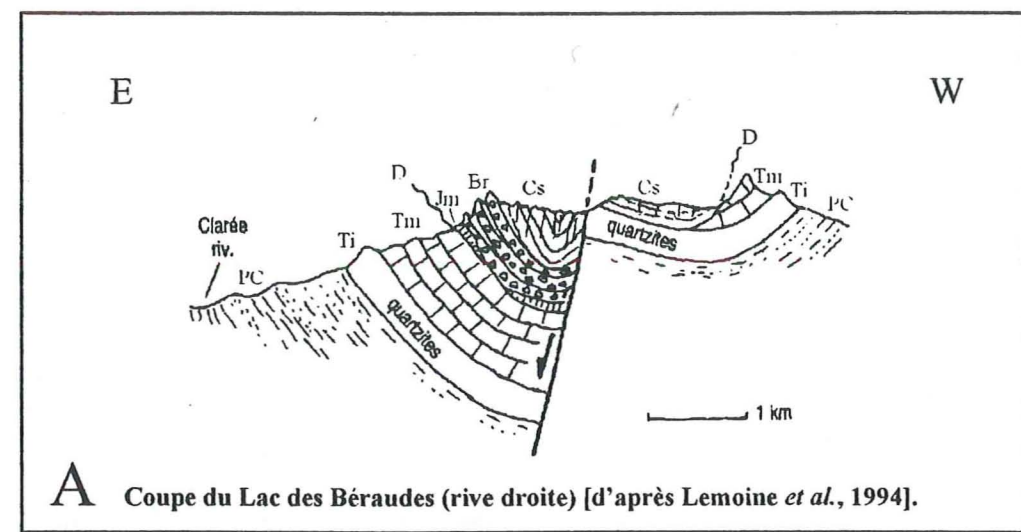 E W
D
D Tm
Br Cs Cs Ti
Jm PC
Tm quartzites
Clarée
riv. Ti
PC
quartzites
1 km
A Coupe du Lac des Béraudes (rive droite) [d'après Lemoine et al., 1994].